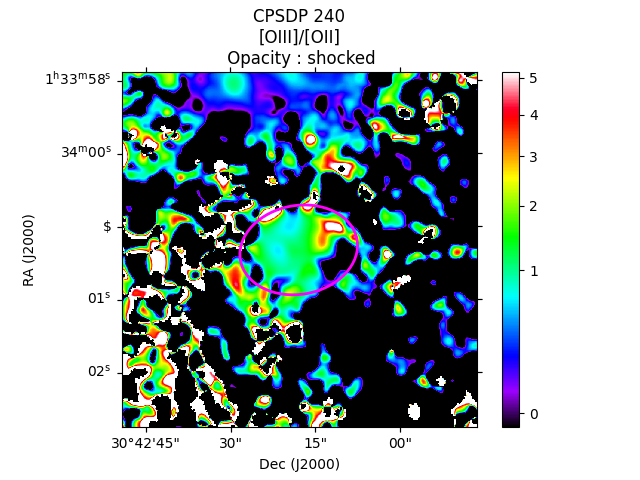 CPSDP 240
[OIII]/[OII]
Opacity : shocked
1ʰ33ᵐ58ˢ
34ᵐ00ˢ
$
01ˢ
02ˢ
RA (J2000)
30°42'45" 30" 15" 00"
Dec (J2000)
5
4
3
2
1
0